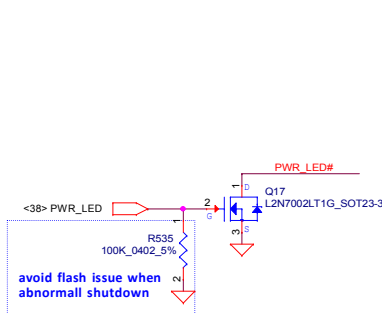 PWR_LED#
1
D
Q17
L2N7002LT1G_SOT23-3
<38> PWR_LED
2
G
3
S
1
R535
100K_0402_5%
2
avoid flash issue when
abnormall shutdown